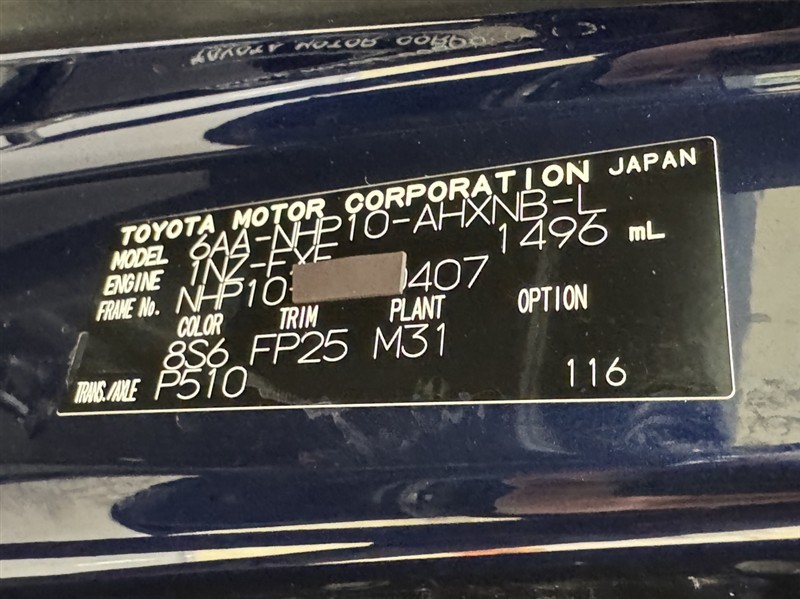 TOYOTA MOTOR CORPORATION JAPAN
MODEL 6AA-NHP10-AHXNB-L
ENGINE 1NZ-FXE 1496 mL
FRAME No. NHP10- 407
COLOR TRIM PLANT OPTION
8S6 FP25 M31
TRANS./AXLE P510 116